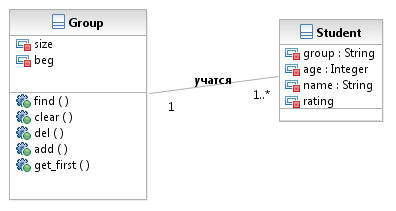 Group
size
beg
find ( )
clear ( )
del ( )
add ( )
get_first ( )
учатся
1
1..*
Student
group : String
age : Integer
name : String
rating